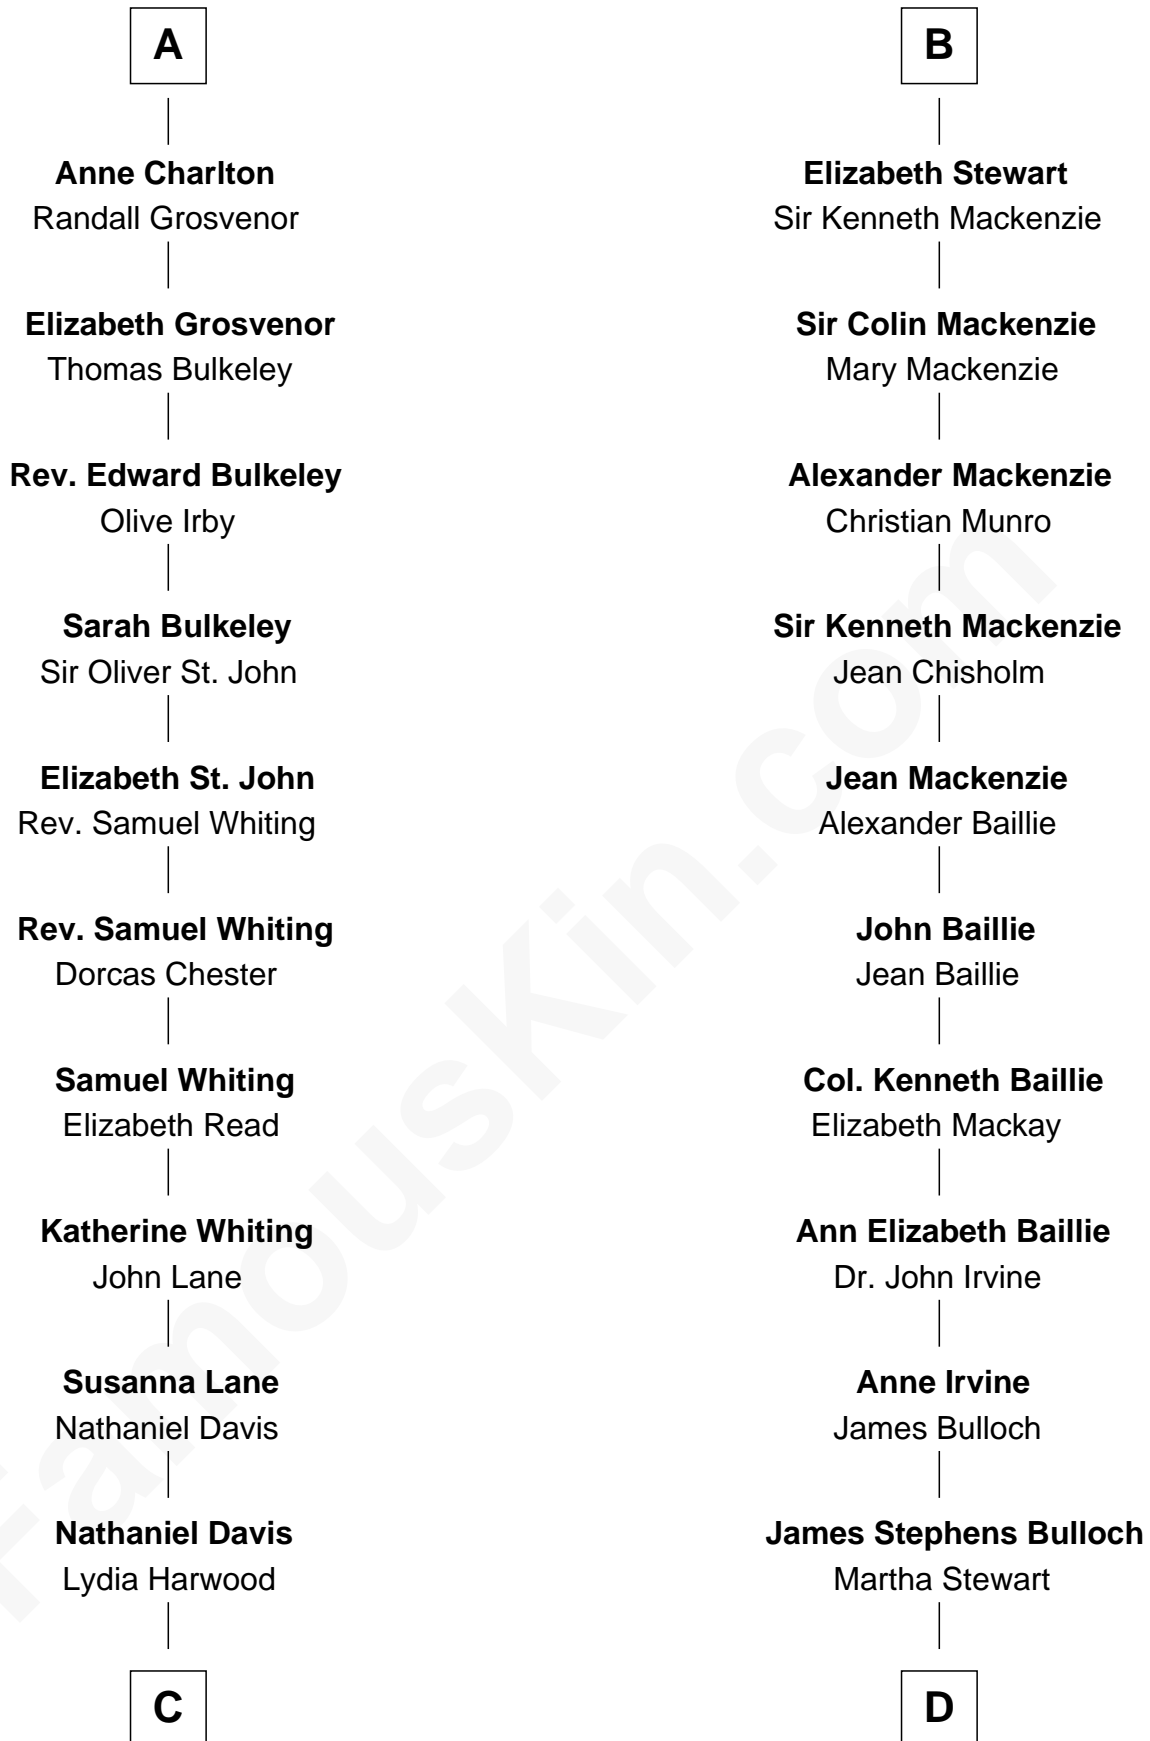 A
Anne Charlton
Randall Grosvenor
Elizabeth Grosvenor
Thomas Bulkeley
Rev. Edward Bulkeley
Olive Irby
Sarah Bulkeley
Sir Oliver St. John
Elizabeth St. John
Rev. Samuel Whiting
Rev. Samuel Whiting
Dorcas Chester
Samuel Whiting
Elizabeth Read
Katherine Whiting
John Lane
Susanna Lane
Nathaniel Davis
Nathaniel Davis
Lydia Harwood
C
B
Elizabeth Stewart
Sir Kenneth Mackenzie
Sir Colin Mackenzie
Mary Mackenzie
Alexander Mackenzie
Christian Munro
Sir Kenneth Mackenzie
Jean Chisholm
Jean Mackenzie
Alexander Baillie
John Baillie
Jean Baillie
Col. Kenneth Baillie
Elizabeth Mackay
Ann Elizabeth Baillie
Dr. John Irvine
Anne Irvine
James Bulloch
James Stephens Bulloch
Martha Stewart
D
FamousKin.com